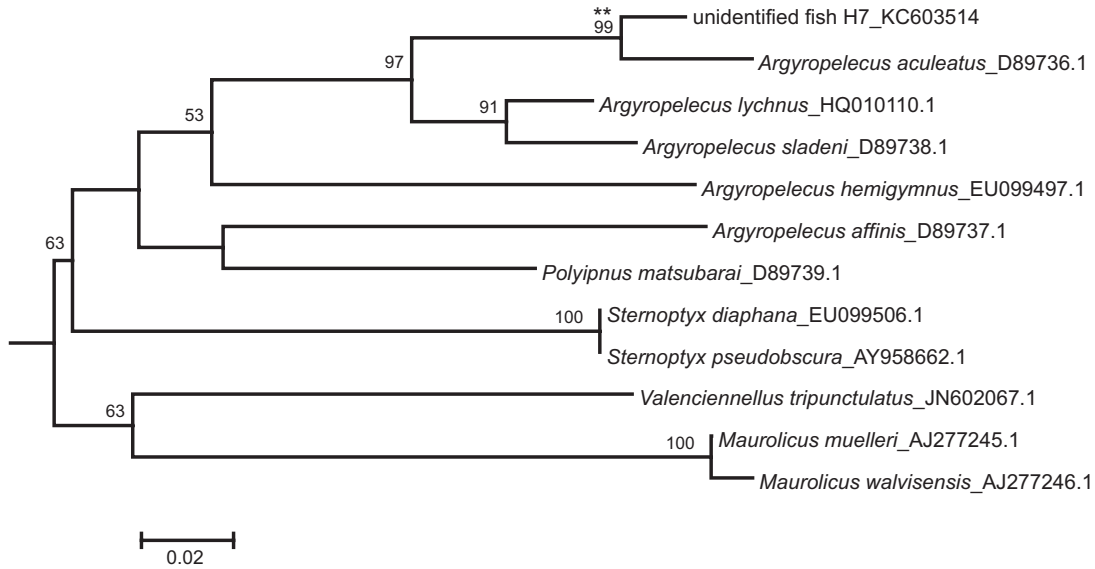 **
99
unidentified fish H7_KC603514
97
Argyropelecus aculeatus_D89736.1
91
Argyropelecus lychnus_HQ010110.1
53
Argyropelecus sladeni_D89738.1
Argyropelecus hemigymnus_EU099497.1
Argyropelecus affinis_D89737.1
63
Polyipnus matsubarai_D89739.1
100
Sternoptyx diaphana_EU099506.1
Sternoptyx pseudobscura_AY958662.1
63
Valenciennellus tripunctulatus_JN602067.1
100
Maurolicus muelleri_AJ277245.1
Maurolicus walvisensis_AJ277246.1
0.02